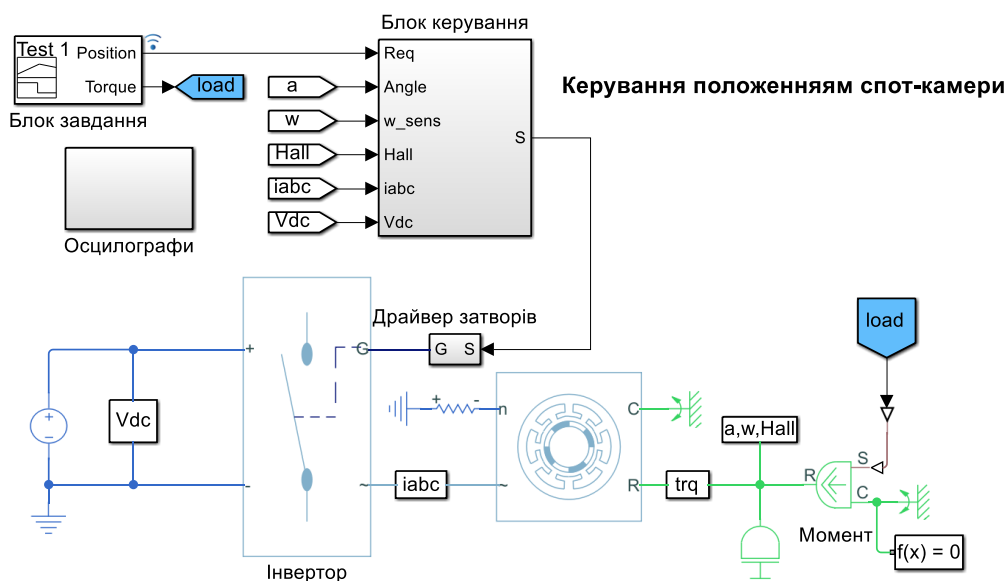 Блок керування
Test 1
Position
Torque
load
Блок завдання
Req
Angle
w_sens
Hall
iabc
Vdc
S
a
w
Hall
iabc
Vdc
Керування положенняям спот-камери
Осцилографи
Драйвер затворів
G S
load
+
G
-
~
Vdc
+ -
n
C
~
R
iabc
trq
a,w,Hall
R
S
C
Момент
f(x) = 0
Інвертор